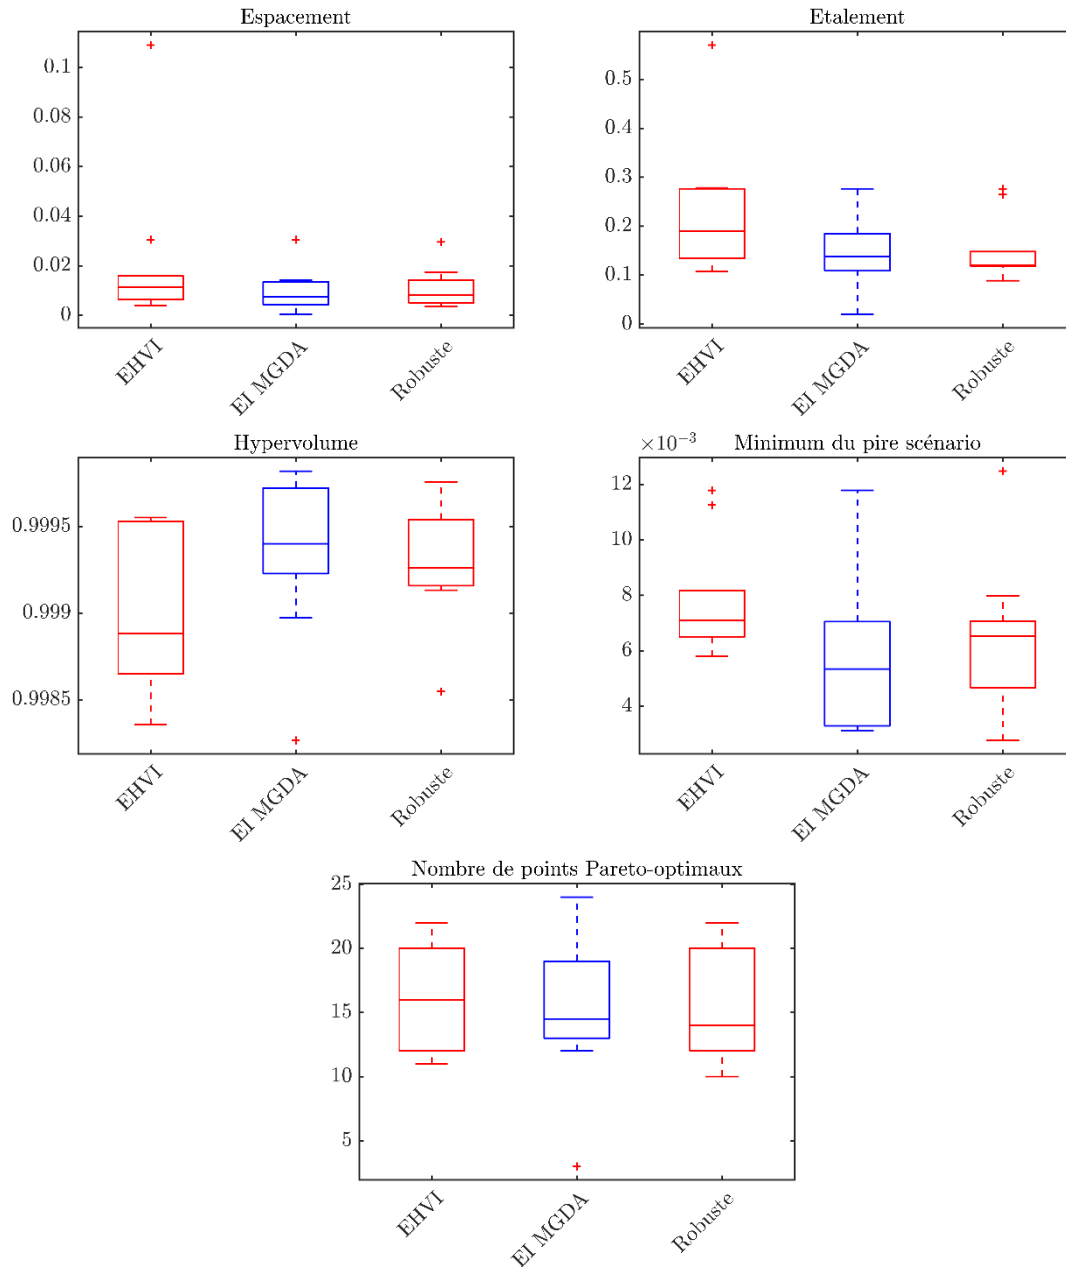 Espacement
0.1
0.08
0.06
0.04
0.02
0
EHVI
EI MGDA
Robuste
Etalement
0.5
0.4
0.3
0.2
0.1
0
EHVI
EI MGDA
Robuste
Hypervolume
0.9995
0.999
0.9985
EHVI
EI MGDA
Robuste
×10⁻³
Minimum du pire scénario
12
10
8
6
4
EHVI
EI MGDA
Robuste
Nombre de points Pareto-optimaux
25
20
15
10
5
EHVI
EI MGDA
Robuste